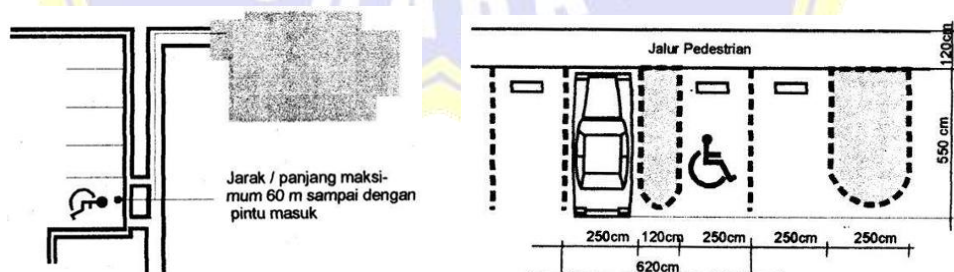 Jarak / panjang maksi-
mum 60 m sampai dengan
pintu masuk
Jalur Pedestrian
120cm
550 cm
250cm 120cm 250cm 250cm 250cm
620cm